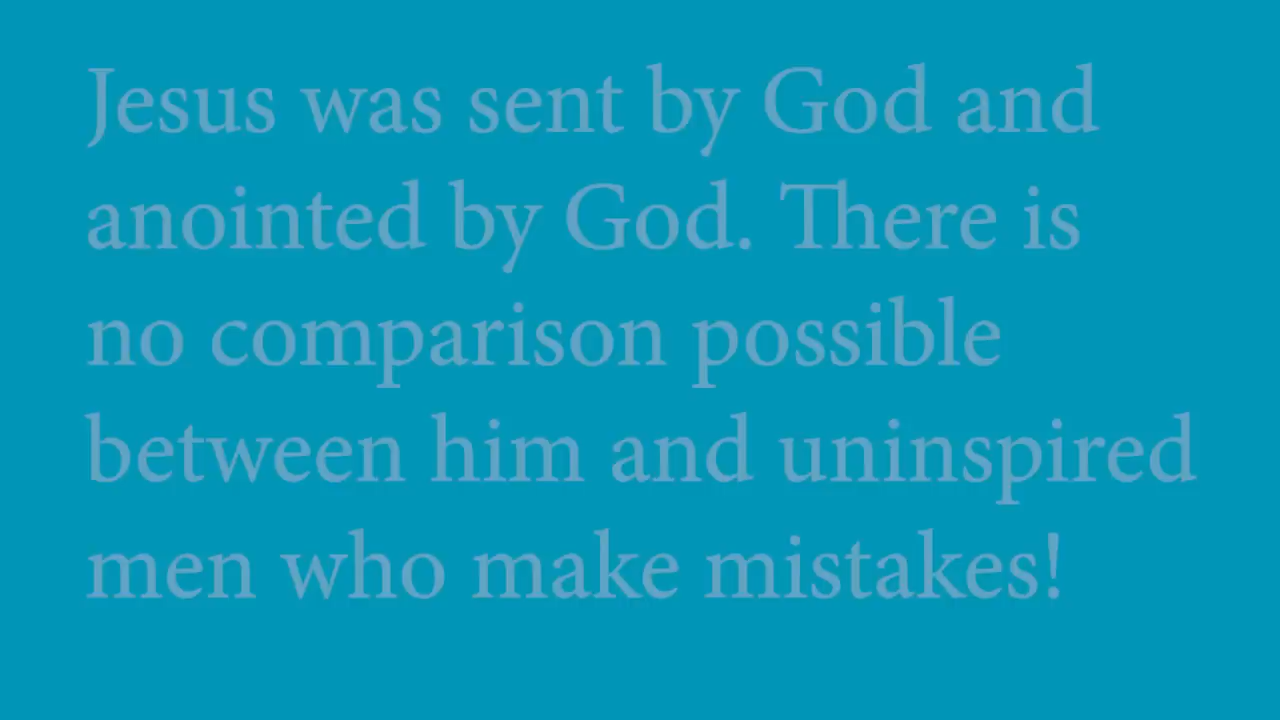 Jesus was sent by God and
anointed by God. There is
no comparison possible
between him and uninspired
men who make mistakes!